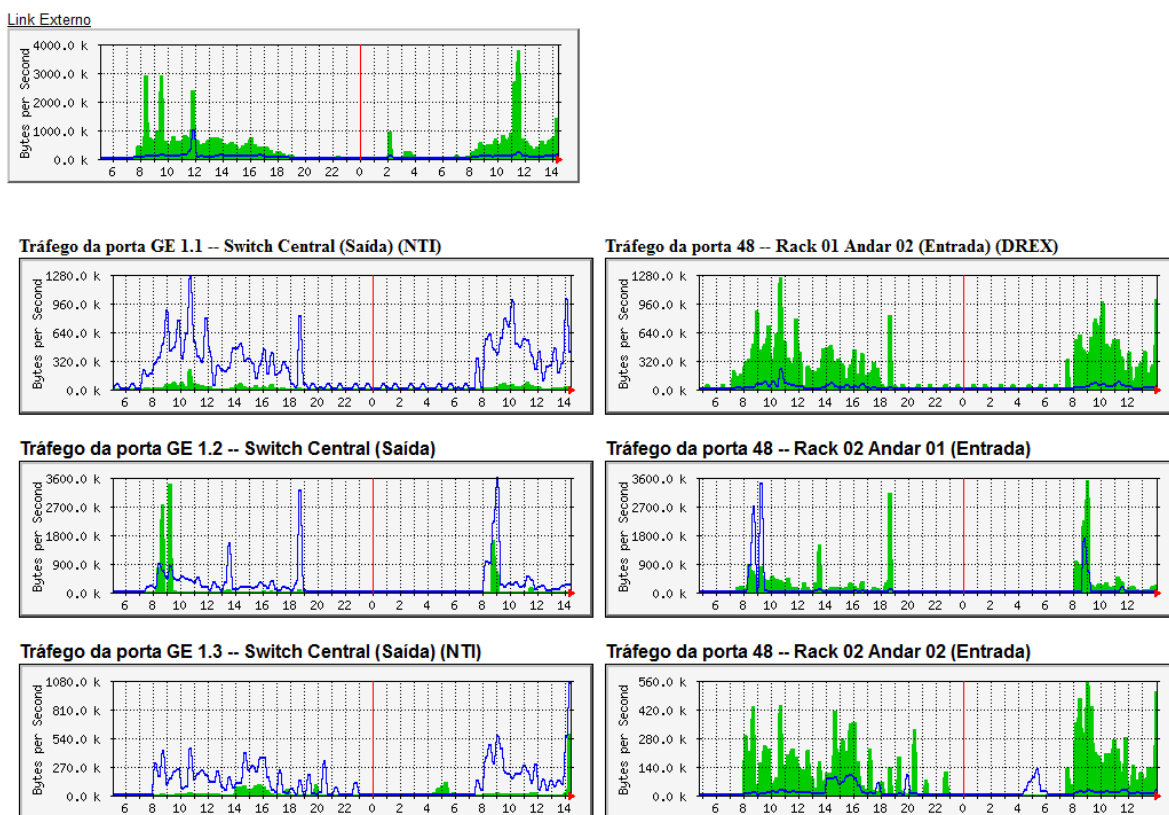 Link Externo
4000.0 k
3000.0 k
2000.0 k
1000.0 k
0.0 k
Bytes per Second
6 8 10 12 14 16 18 20 22 0 2 4 6 8 10 12 14
Tráfego da porta GE 1.1 -- Switch Central (Saída) (NTI)
1280.0 k
960.0 k
640.0 k
320.0 k
0.0 k
Bytes per Second
6 8 10 12 14 16 18 20 22 0 2 4 6 8 10 12 14
Tráfego da porta 48 -- Rack 01 Andar 02 (Entrada) (DREX)
1280.0 k
960.0 k
640.0 k
320.0 k
0.0 k
Bytes per Second
6 8 10 12 14 16 18 20 22 0 2 4 6 8 10 12
Tráfego da porta GE 1.2 -- Switch Central (Saída)
3600.0 k
2700.0 k
1800.0 k
900.0 k
0.0 k
Bytes per Second
6 8 10 12 14 16 18 20 22 0 2 4 6 8 10 12 14
Tráfego da porta 48 -- Rack 02 Andar 01 (Entrada)
3600.0 k
2700.0 k
1800.0 k
900.0 k
0.0 k
Bytes per Second
6 8 10 12 14 16 18 20 22 0 2 4 6 8 10 12
Tráfego da porta GE 1.3 -- Switch Central (Saída) (NTI)
1080.0 k
810.0 k
540.0 k
270.0 k
0.0 k
Bytes per Second
6 8 10 12 14 16 18 20 22 0 2 4 6 8 10 12 14
Tráfego da porta 48 -- Rack 02 Andar 02 (Entrada)
560.0 k
420.0 k
280.0 k
140.0 k
0.0 k
Bytes per Second
6 8 10 12 14 16 18 20 22 0 2 4 6 8 10 12